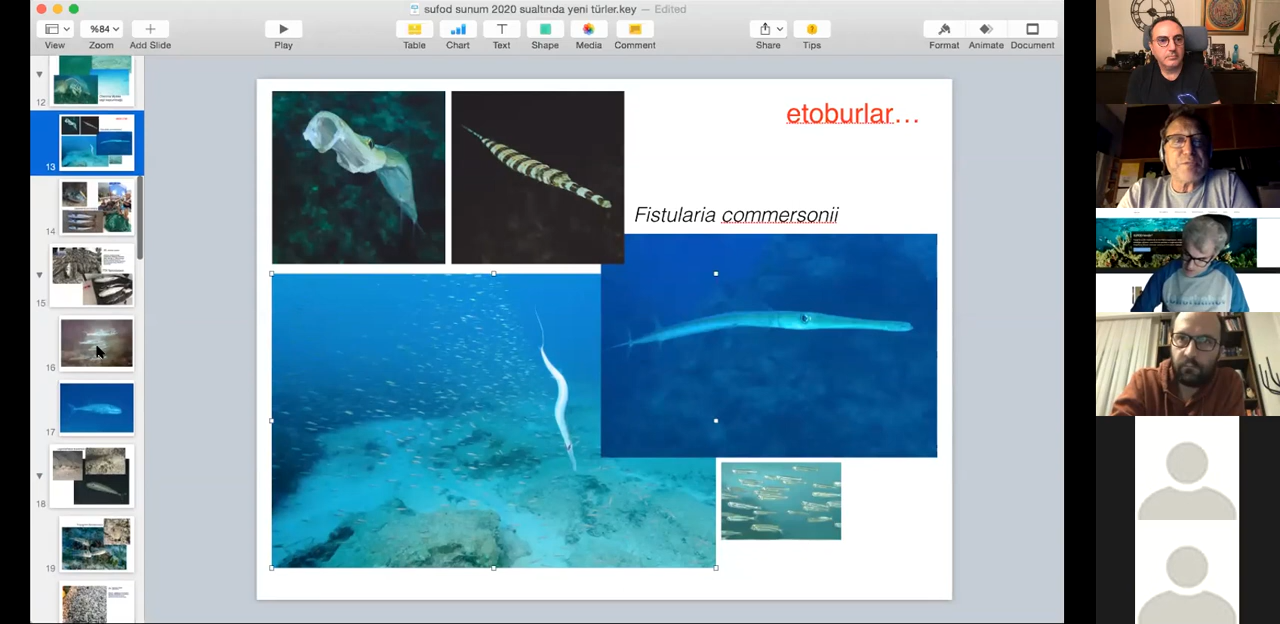 sufod sunum 2020 sualtında yeni türler.key — Edited
%84
View Zoom Add Slide Play Table Chart Text Shape Media Comment Share Tips Format Animate Document
12
13
14
15
16
17
18
19
etoburlar...
Fistularia commersonii